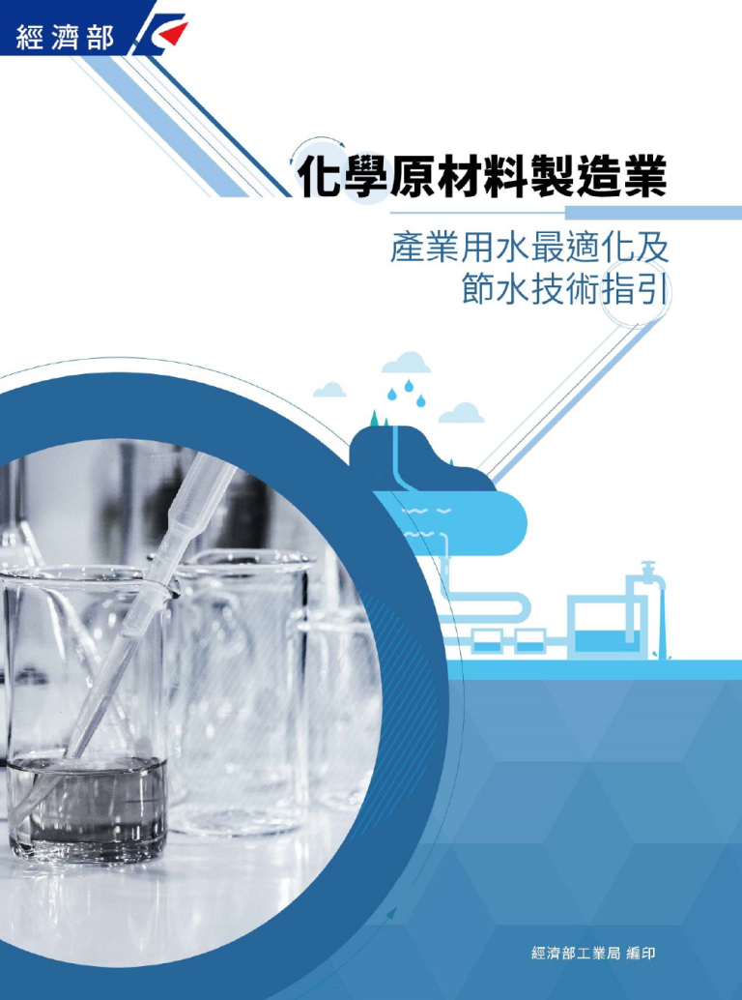 經濟部
化學原材料製造業
產業用水最適化及
節水技術指引
經濟部工業局 編印